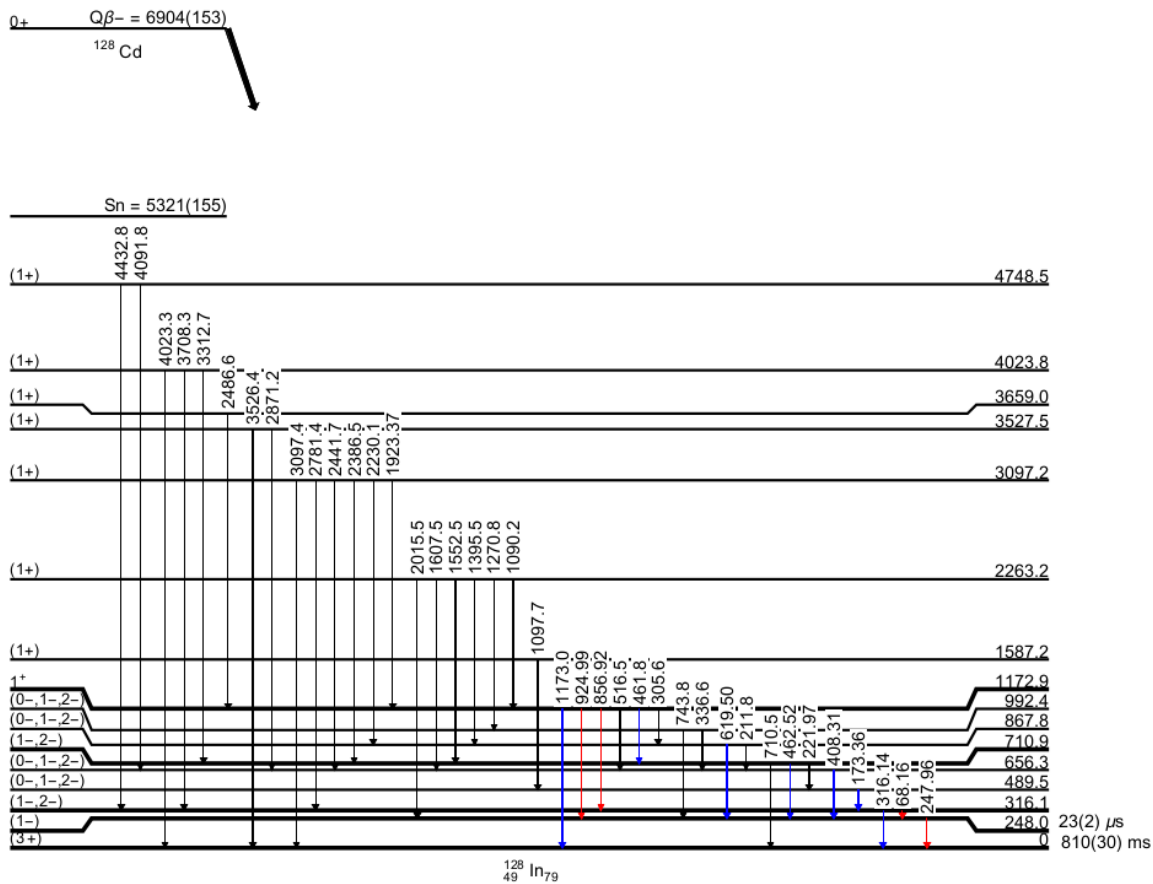 0+ Qβ− = 6904(153)
128Cd
Sn = 5321(155)
4432.8 4091.8
(1+) 4748.5
4023.3 3708.3 3312.7
(1+) 4023.8
2486.6
(1+) 3659.0
3526.4 2871.2
(1+) 3527.5
3097.4 2781.4 2441.7 2386.5 2230.1 1923.37
(1+) 3097.2
2015.5 1607.5 1552.5 1395.5 1270.8 1090.2
(1+) 2263.2
1097.7
(1+) 1587.2
1173.0 924.99 856.92 516.5 461.8 305.6
1+ 1172.9
743.8 336.6
(0−,1−,2−) 992.4
619.50 211.8
(0−,1−,2−) 867.8
710.5 462.52 221.97
(1−,2−) 710.9
408.31
(0−,1−,2−) 656.3
173.36
(0−,1−,2−) 489.5
316.14 68.16
(1−,2−) 316.1
247.96
(1−) 248.0 23(2) μs
(3+) 0 810(30) ms
128 49In79